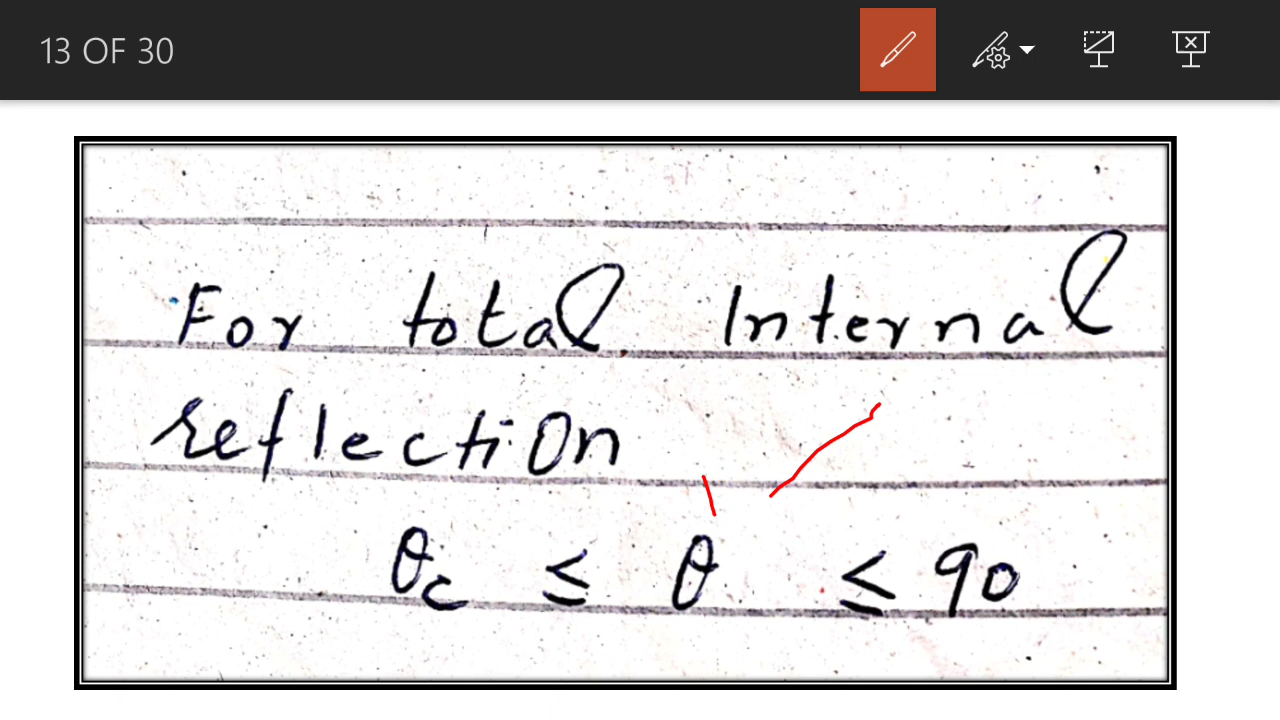 13 OF 30
For total Internal
reflection
θc ≤ θ ≤ 90